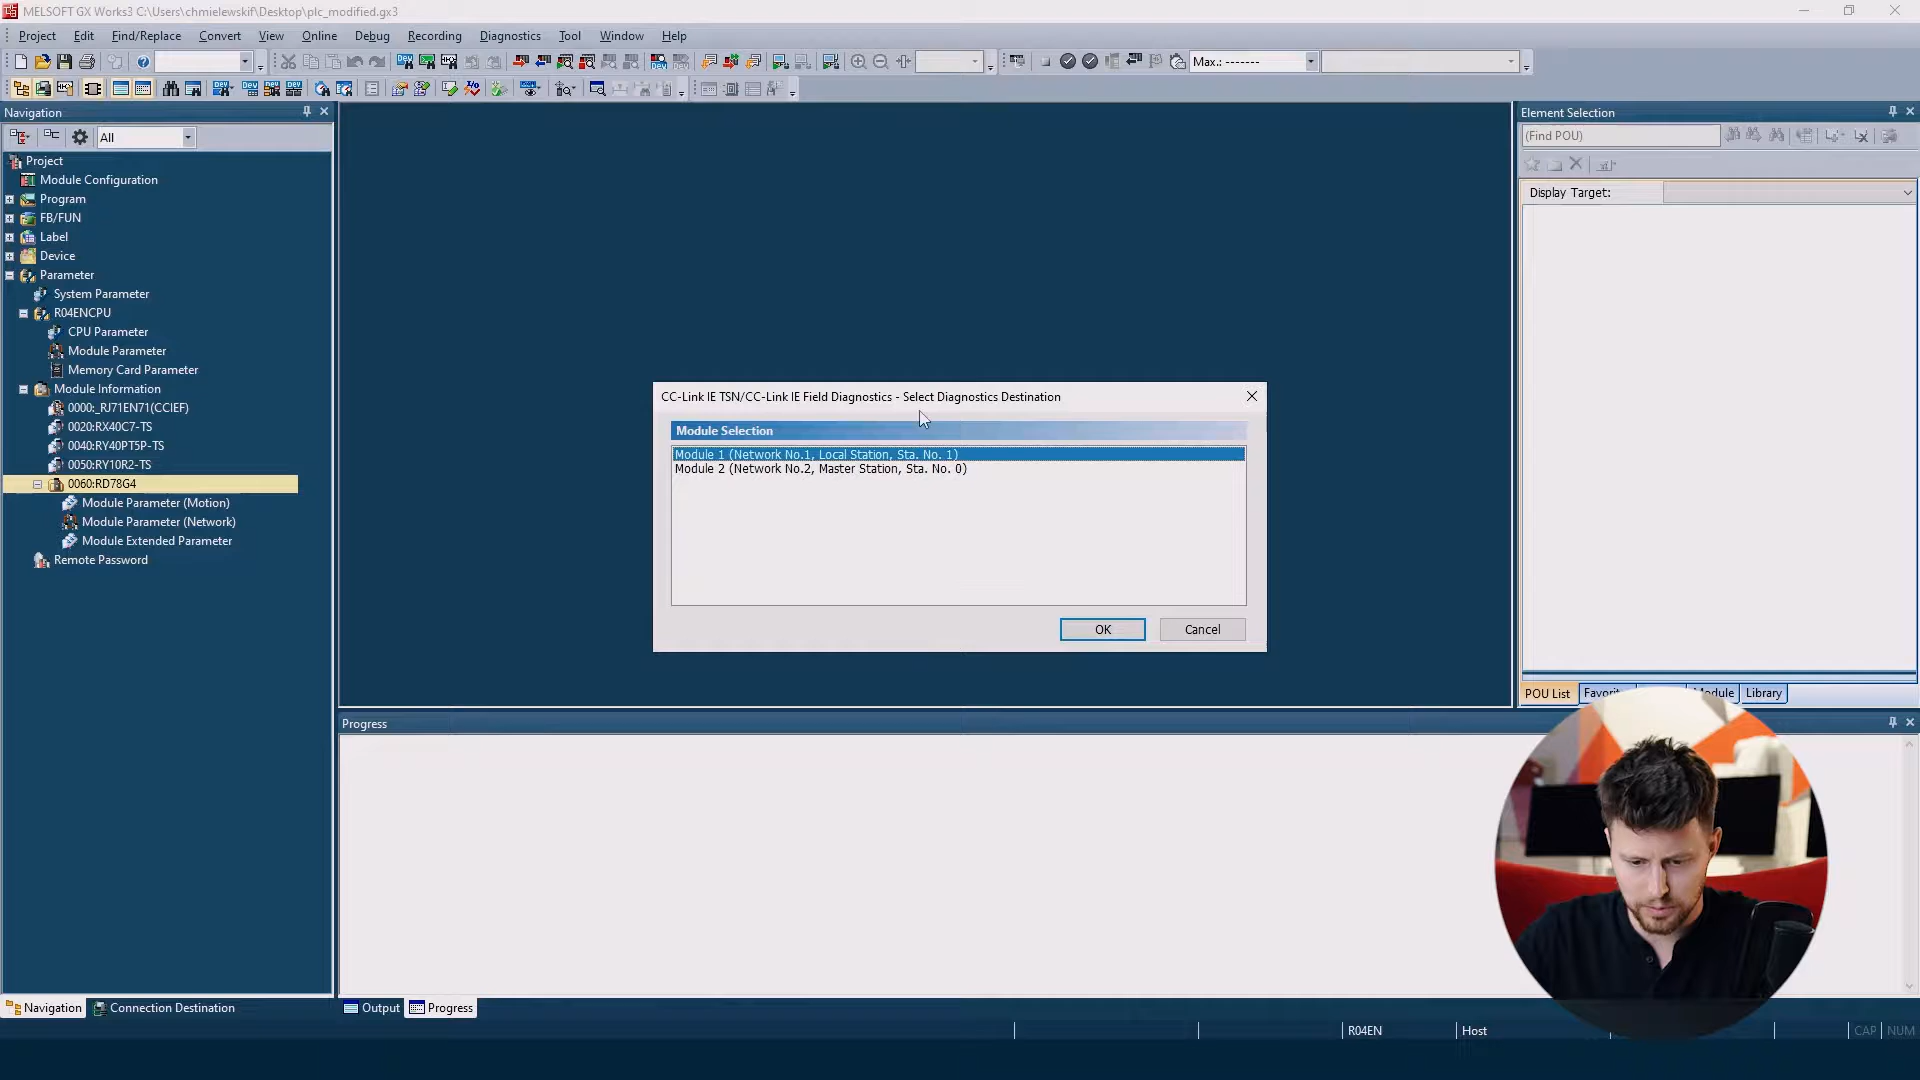 MELSOFT GX Works3 C:\Users\chmielewskif\Desktop\plc_modified.gx3
Project Edit Find/Replace Convert View Online Debug Recording Diagnostics Tool Window Help
Max.: -------
Navigation
All
Project
Module Configuration
Program
FB/FUN
Label
Device
Parameter
System Parameter
R04ENCPU
CPU Parameter
Module Parameter
Memory Card Parameter
Module Information
0000:_RJ71EN71(CCIEF)
0020:RX40C7-TS
0040:RY40PT5P-TS
0050:RY10R2-TS
0060:RD78G4
Module Parameter (Motion)
Module Parameter (Network)
Module Extended Parameter
Remote Password
Navigation Connection Destination
CC-Link IE TSN/CC-Link IE Field Diagnostics - Select Diagnostics Destination
Module Selection
Module 1 (Network No.1, Local Station, Sta. No. 1)
Module 2 (Network No.2, Master Station, Sta. No. 0)
OK Cancel
Element Selection
(Find POU)
Display Target:
POU List Library
Progress
Output Progress
R04EN Host CAP NUM